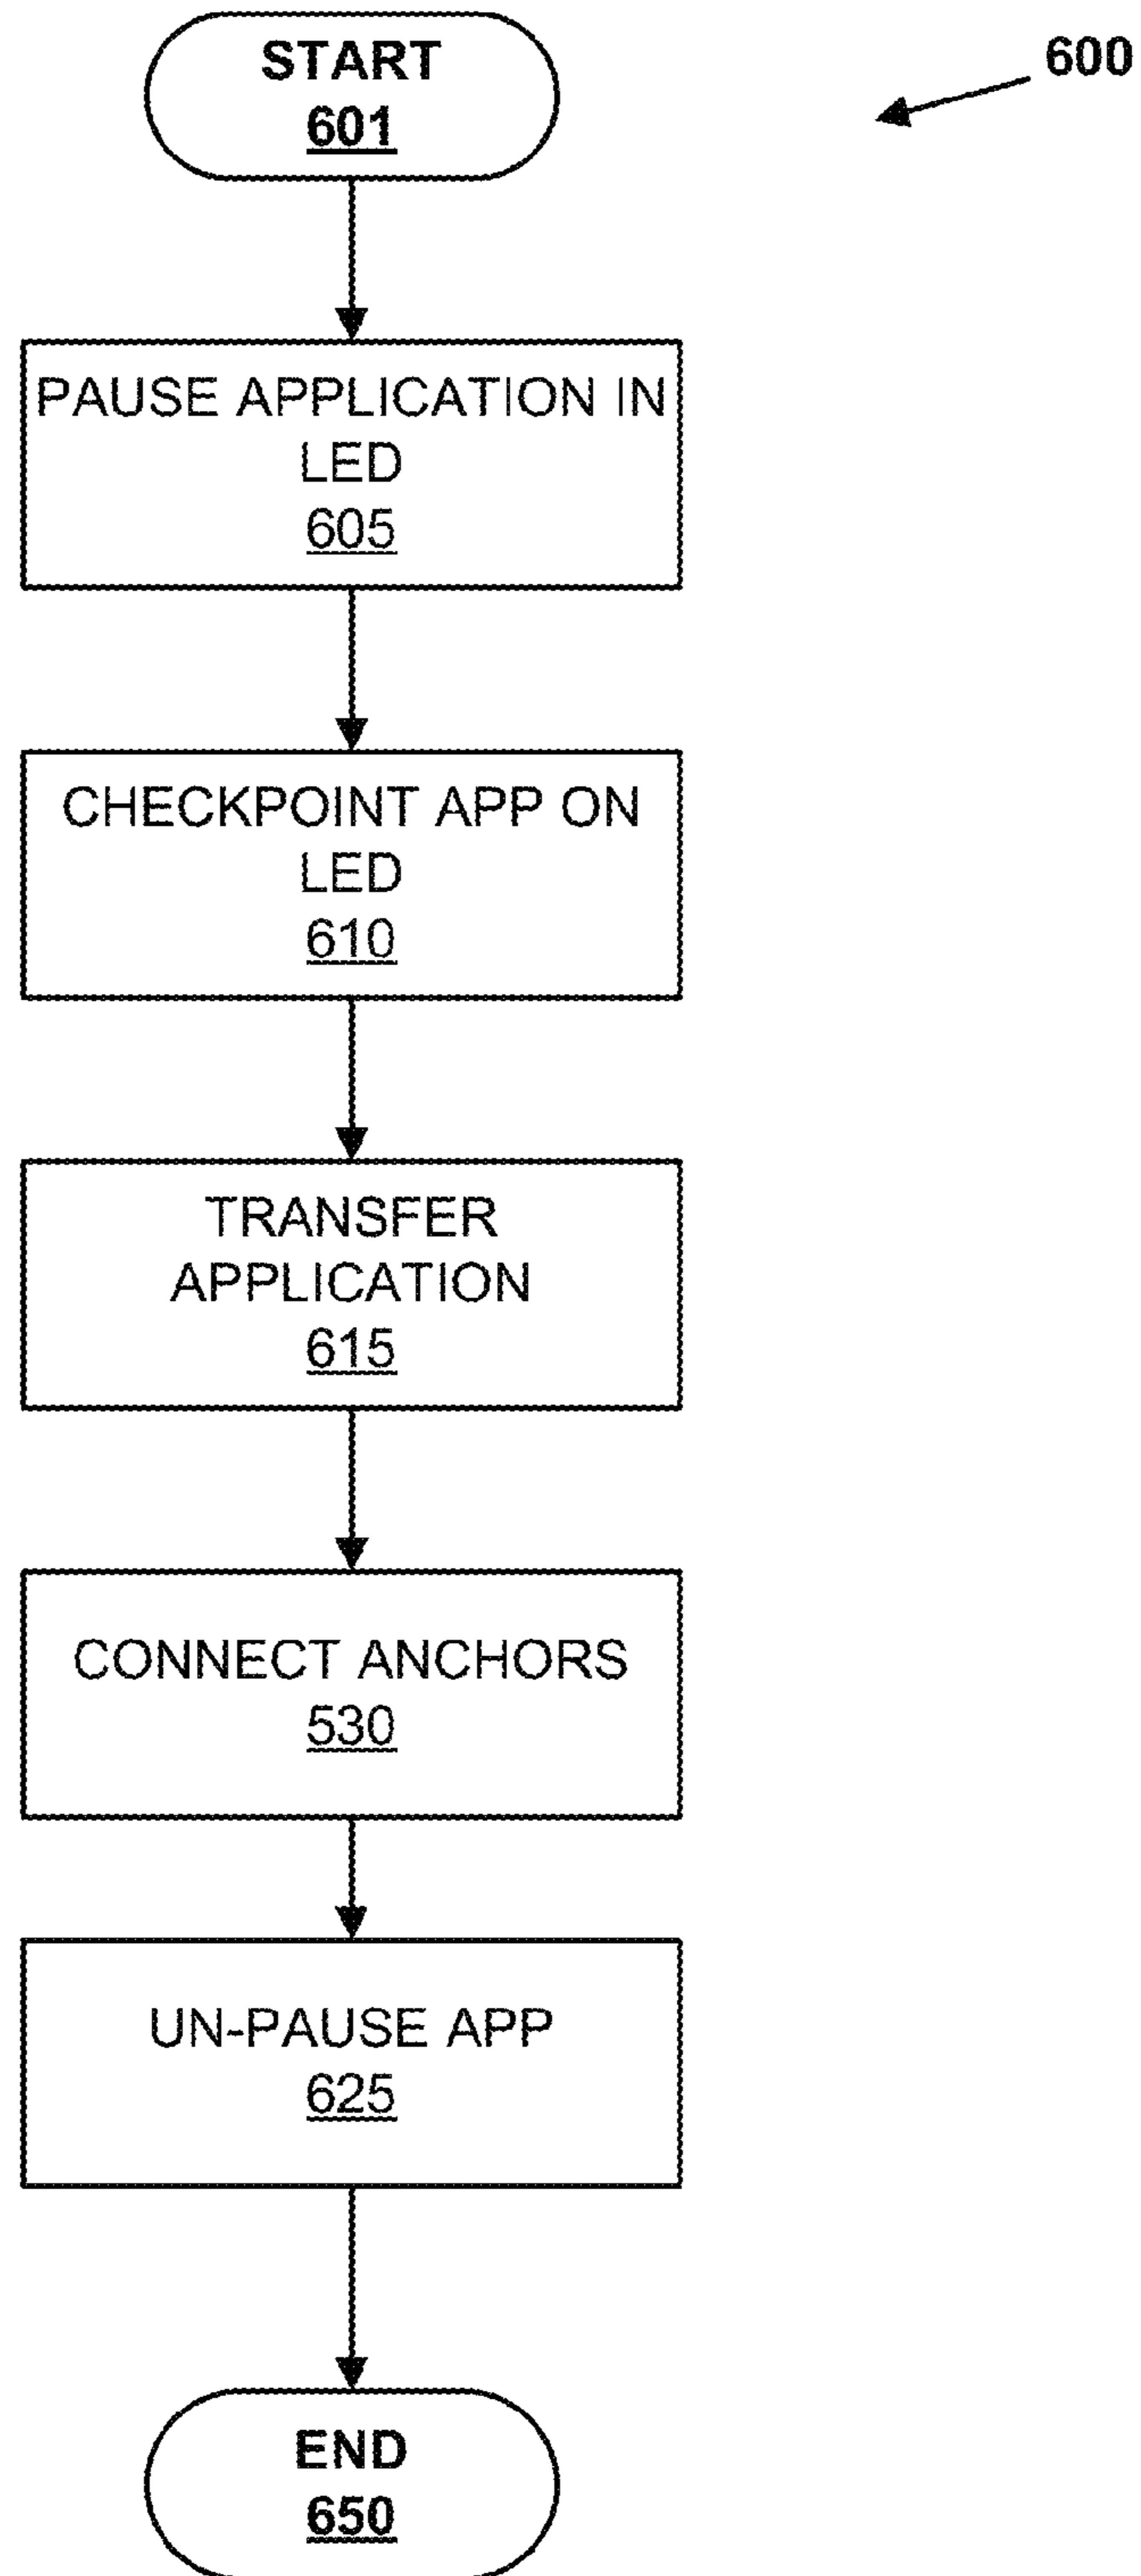 START
601
600
PAUSE APPLICATION IN
LED
605
CHECKPOINT APP ON
LED
610
TRANSFER
APPLICATION
615
CONNECT ANCHORS
530
UN-PAUSE APP
625
END
650